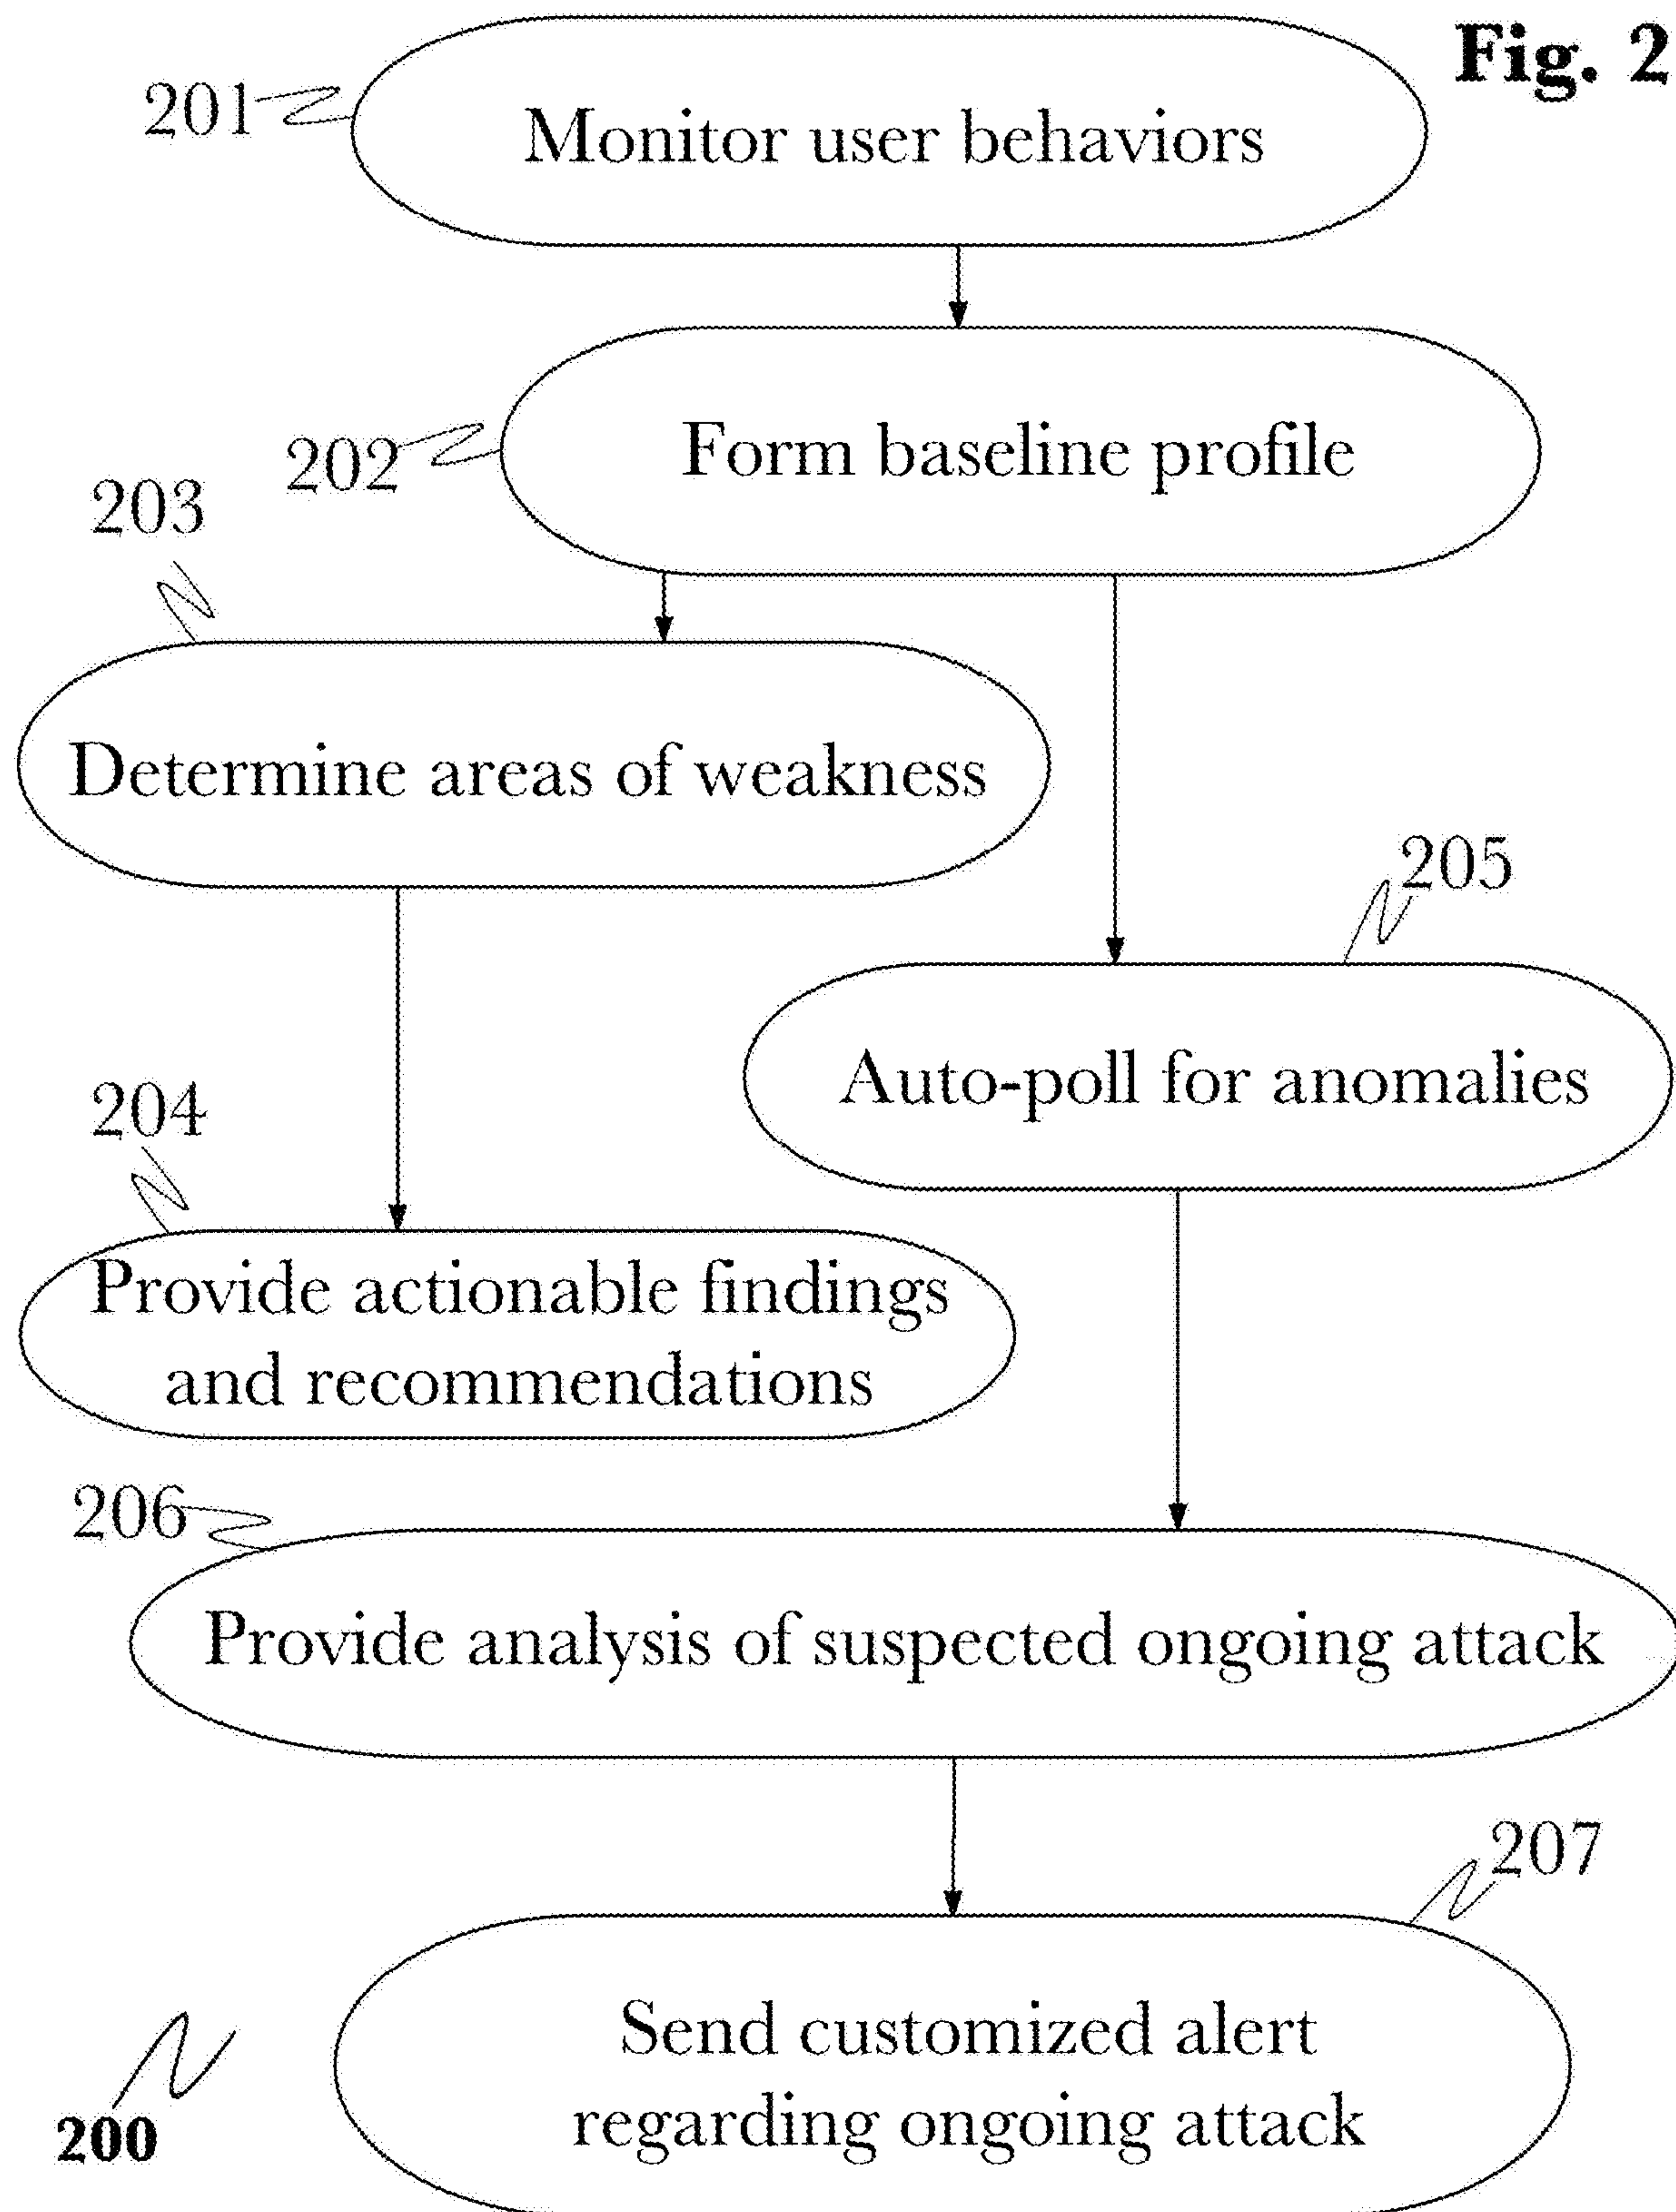 Fig. 2
201
Monitor user behaviors
202
Form baseline profile
203
Determine areas of weakness
205
Auto-poll for anomalies
204
Provide actionable findings
and recommendations
206
Provide analysis of suspected ongoing attack
207
Send customized alert
regarding ongoing attack
200